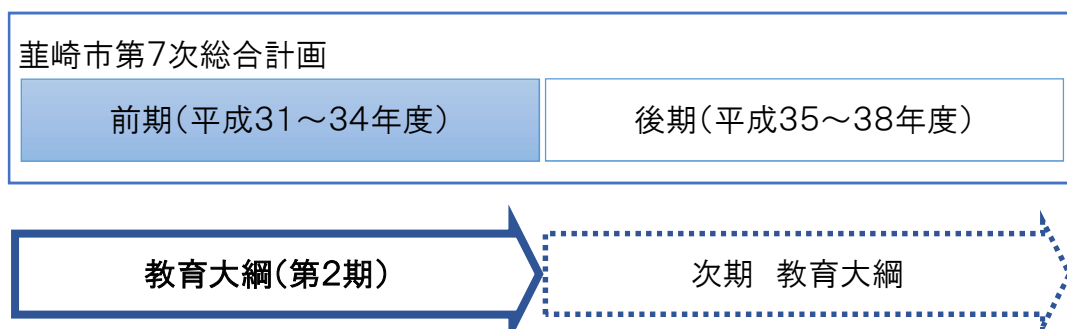 韮崎市第7次総合計画
前期(平成31～34年度)
後期(平成35～38年度)
教育大綱(第2期)
次期　教育大綱